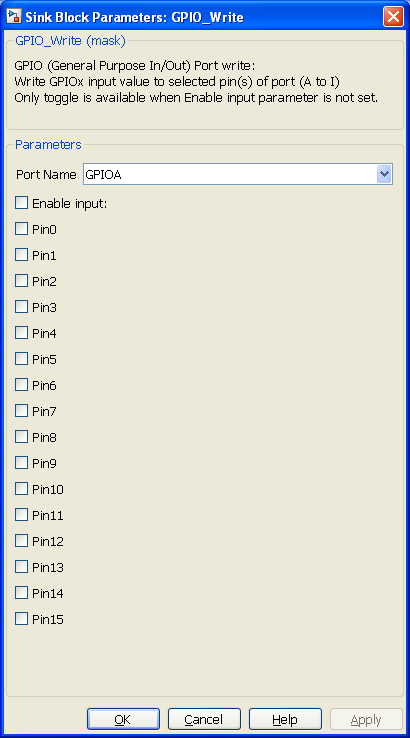 Sink Block Parameters: GPIO_Write
GPIO_Write (mask)
GPIO (General Purpose In/Out) Port write:
Write GPIOx input value to selected pin(s) of port (A to I)
Only toggle is available when Enable input parameter is not set.
Parameters
Port Name GPIOA
Enable input:
Pin0
Pin1
Pin2
Pin3
Pin4
Pin5
Pin6
Pin7
Pin8
Pin9
Pin10
Pin11
Pin12
Pin13
Pin14
Pin15
OK Cancel Help Apply